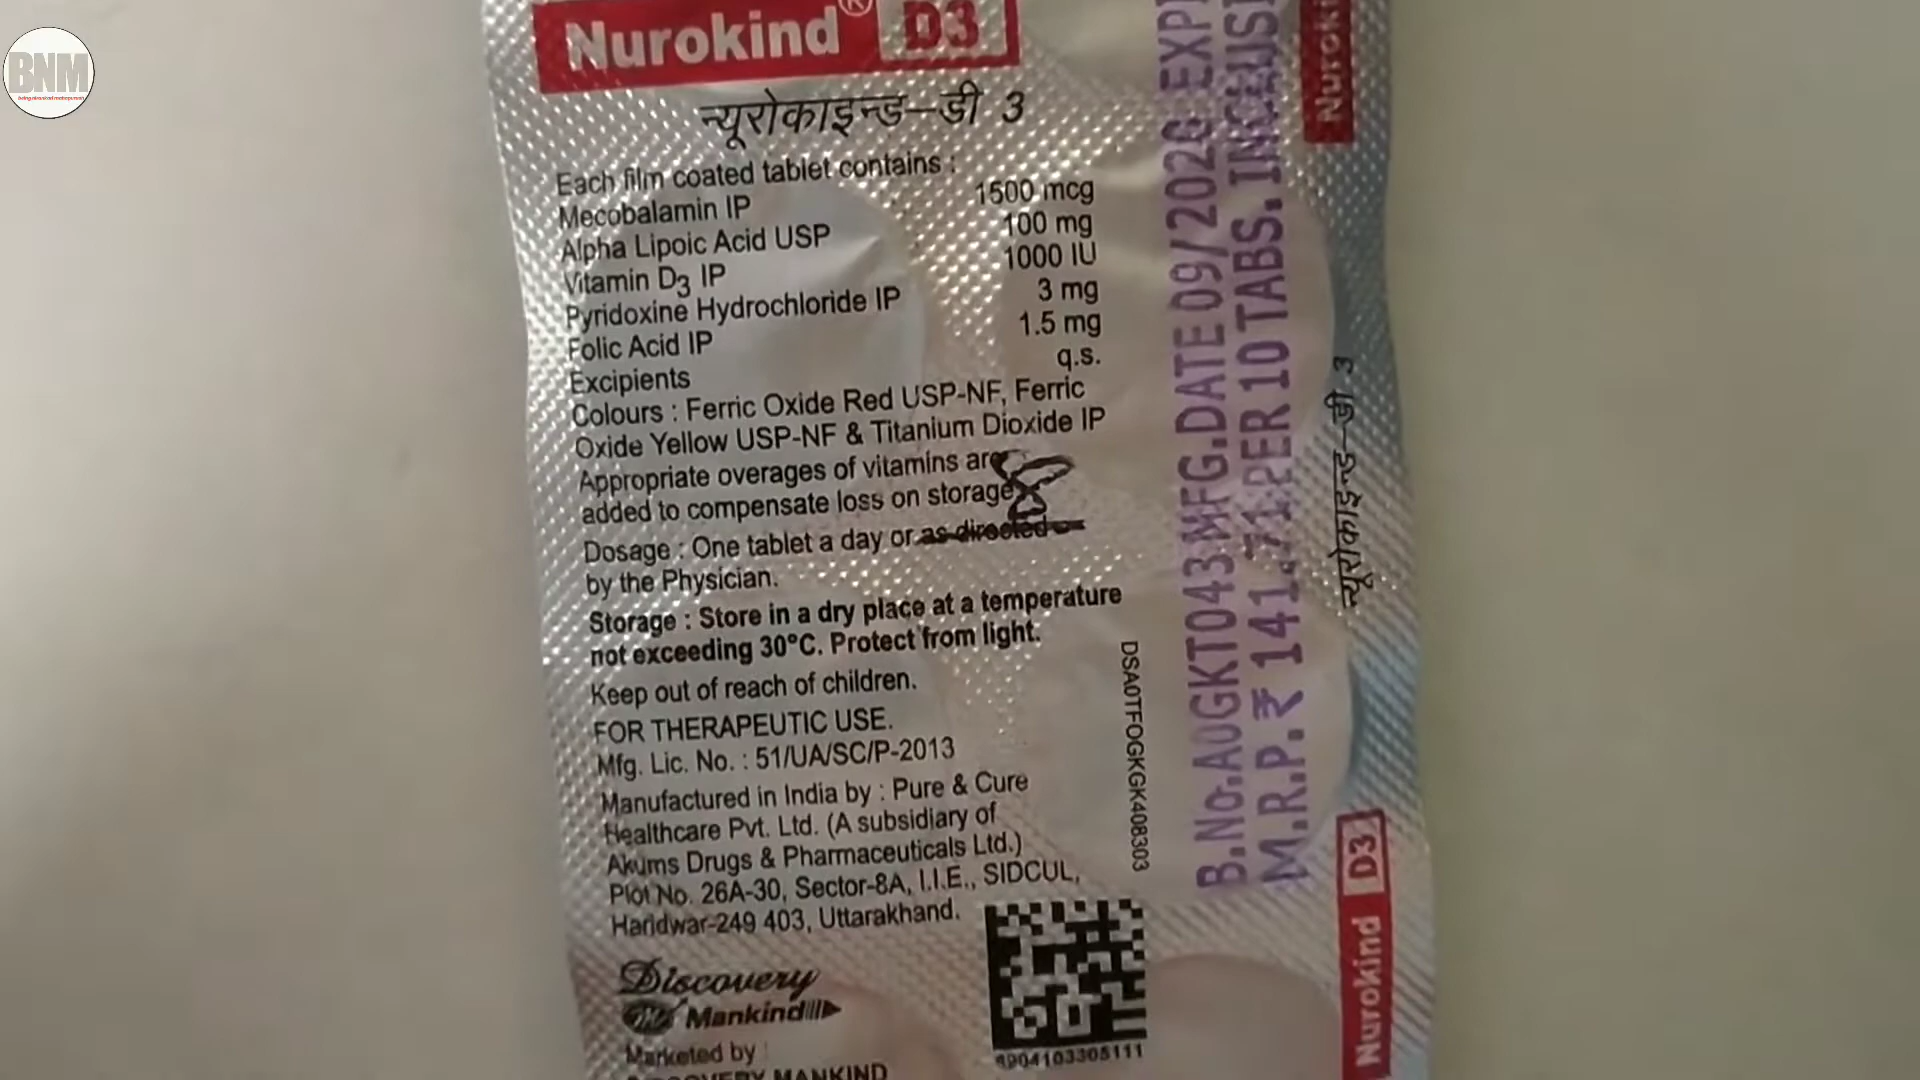 BNM
Nurokind® D3
न्यूरोकाइन्ड-डी 3
Each film coated tablet contains :
Mecobalamin IP 1500 mcg
Alpha Lipoic Acid USP 100 mg
Vitamin D3 IP 1000 IU
Pyridoxine Hydrochloride IP 3 mg
Folic Acid IP 1.5 mg
Excipients q.s.
Colours : Ferric Oxide Red USP-NF, Ferric
Oxide Yellow USP-NF & Titanium Dioxide IP
Appropriate overages of vitamins are
added to compensate loss on storage
Dosage : One tablet a day or as directed
by the Physician.
Storage : Store in a dry place at a temperature
not exceeding 30°C. Protect from light.
Keep out of reach of children.
FOR THERAPEUTIC USE.
Mfg. Lic. No. : 51/UA/SC/P-2013
Manufactured in India by : Pure & Cure
Healthcare Pvt. Ltd. (A subsidiary of
Akums Drugs & Pharmaceuticals Ltd.)
Plot No. 26A-30, Sector-8A, I.I.E., SIDCUL,
Haridwar-249 403, Uttarakhand.
Discovery
Mankind
Marketed by
DISCOVERY MANKIND
8904103305111
DSA0TFOGKGK408303
B.No.A0GKT043 MFG.DATE 09/2026 EXP
M.R.P.₹ 141.71 PER 10 TABS. INCLUSI
Nuroki
न्यूरोकाइन्ड-डी 3
Nurokind D3